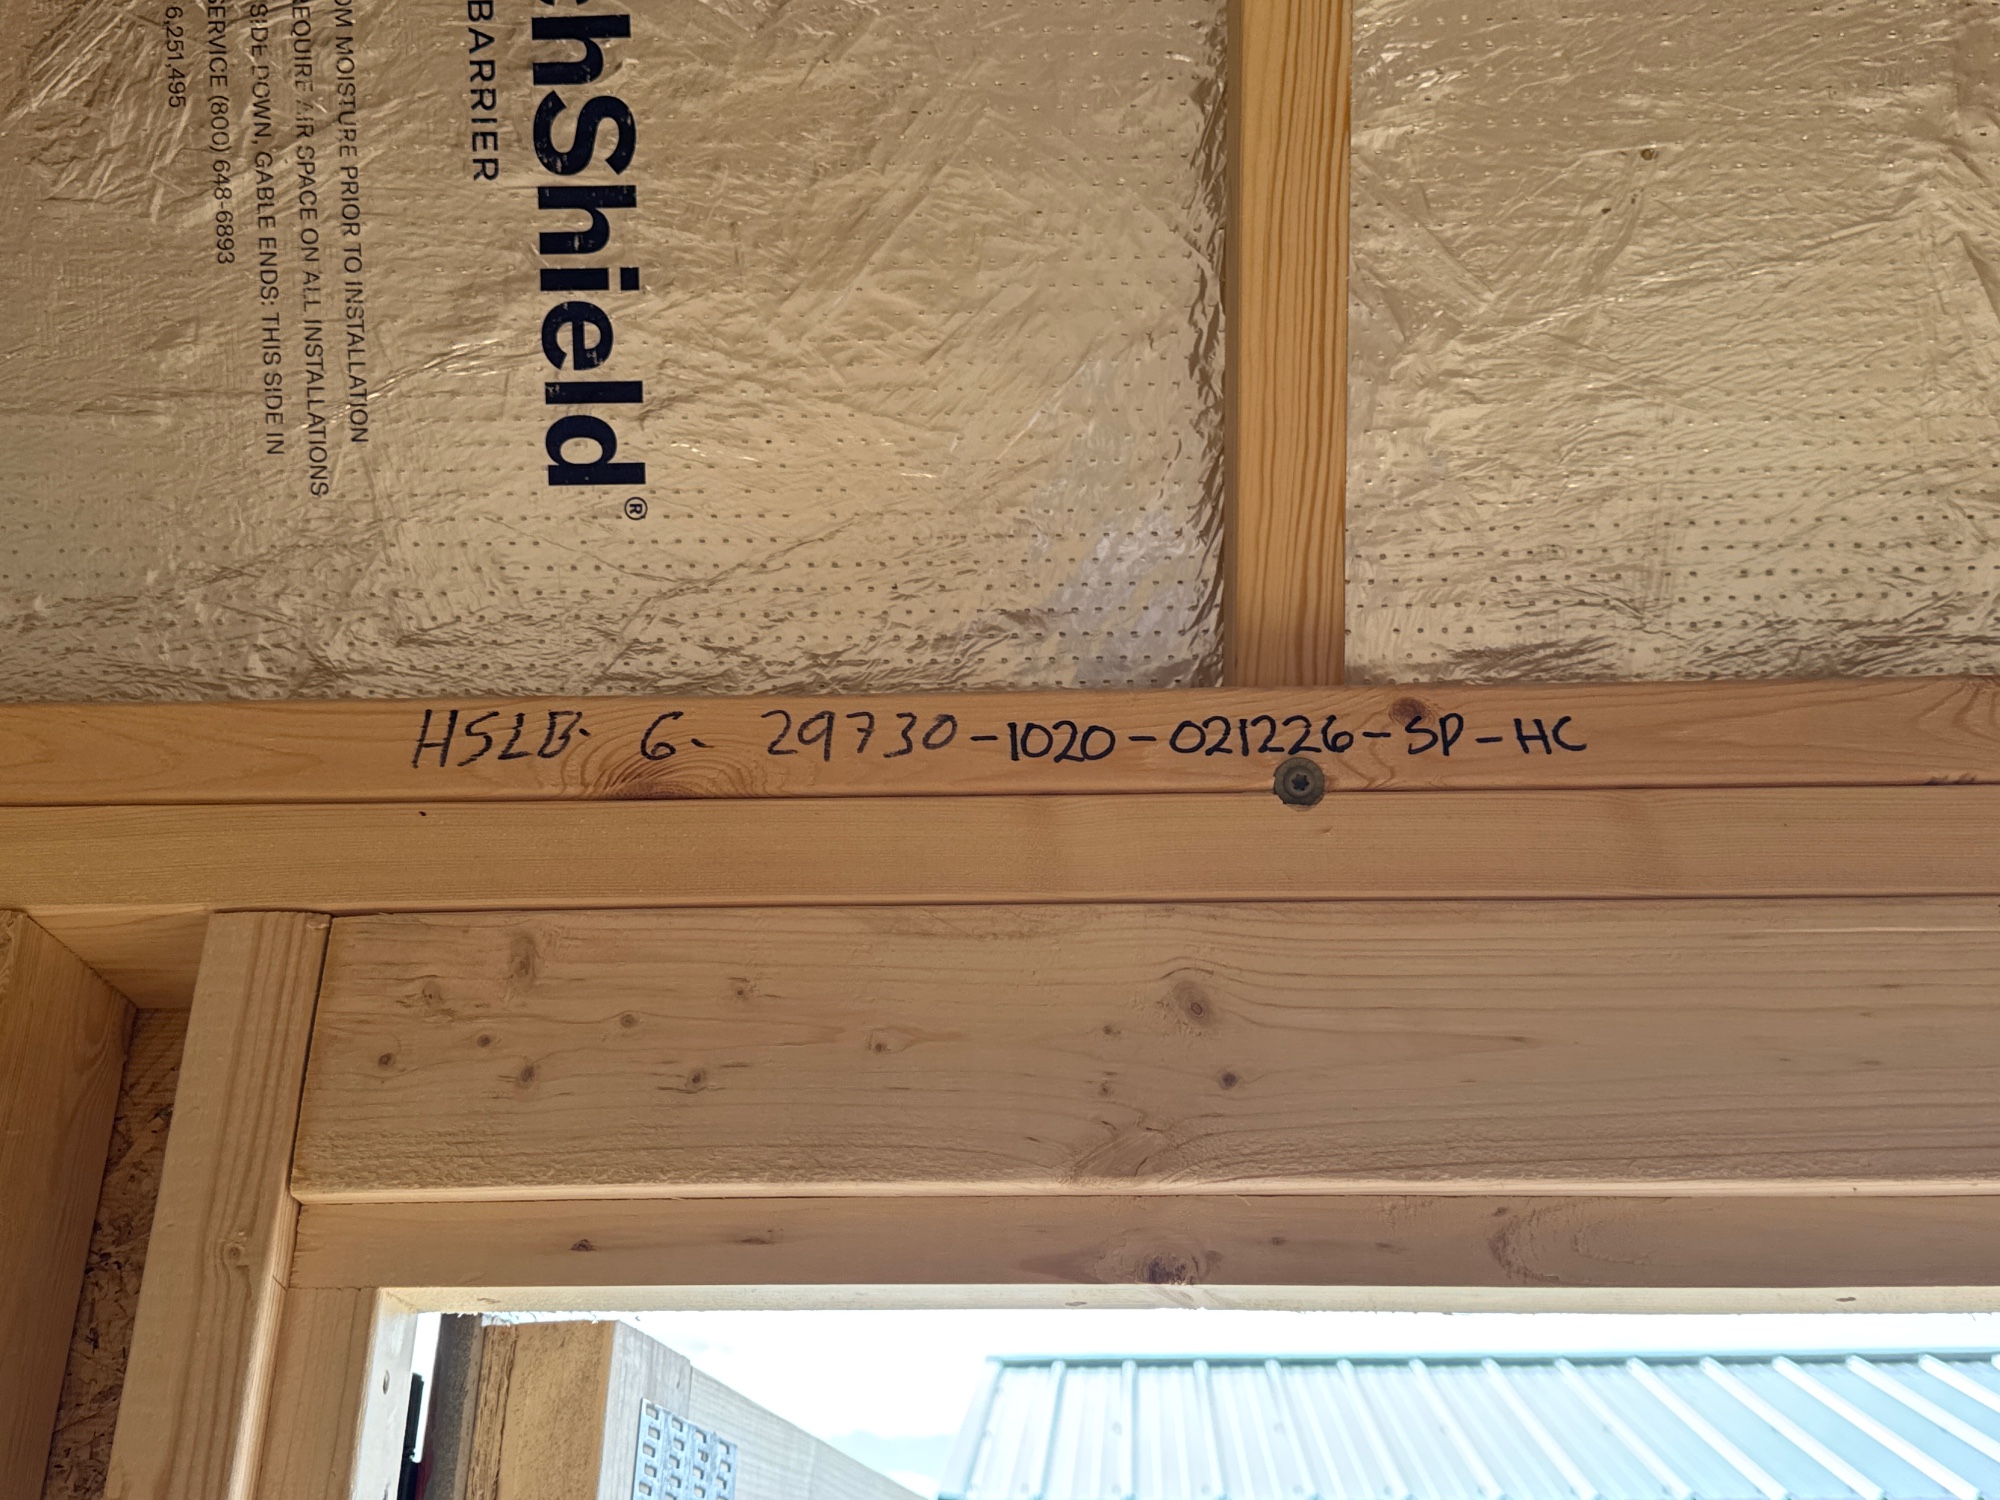 chShield®
BARRIER
OM MOISTURE PRIOR TO INSTALLATION
REQUIRE AIR SPACE ON ALL INSTALLATIONS
SIDE DOWN, GABLE ENDS: THIS SIDE IN
SERVICE (800) 648-6893
6,251,495
HSLB- 6- 29730-1020-021226-SP-HC